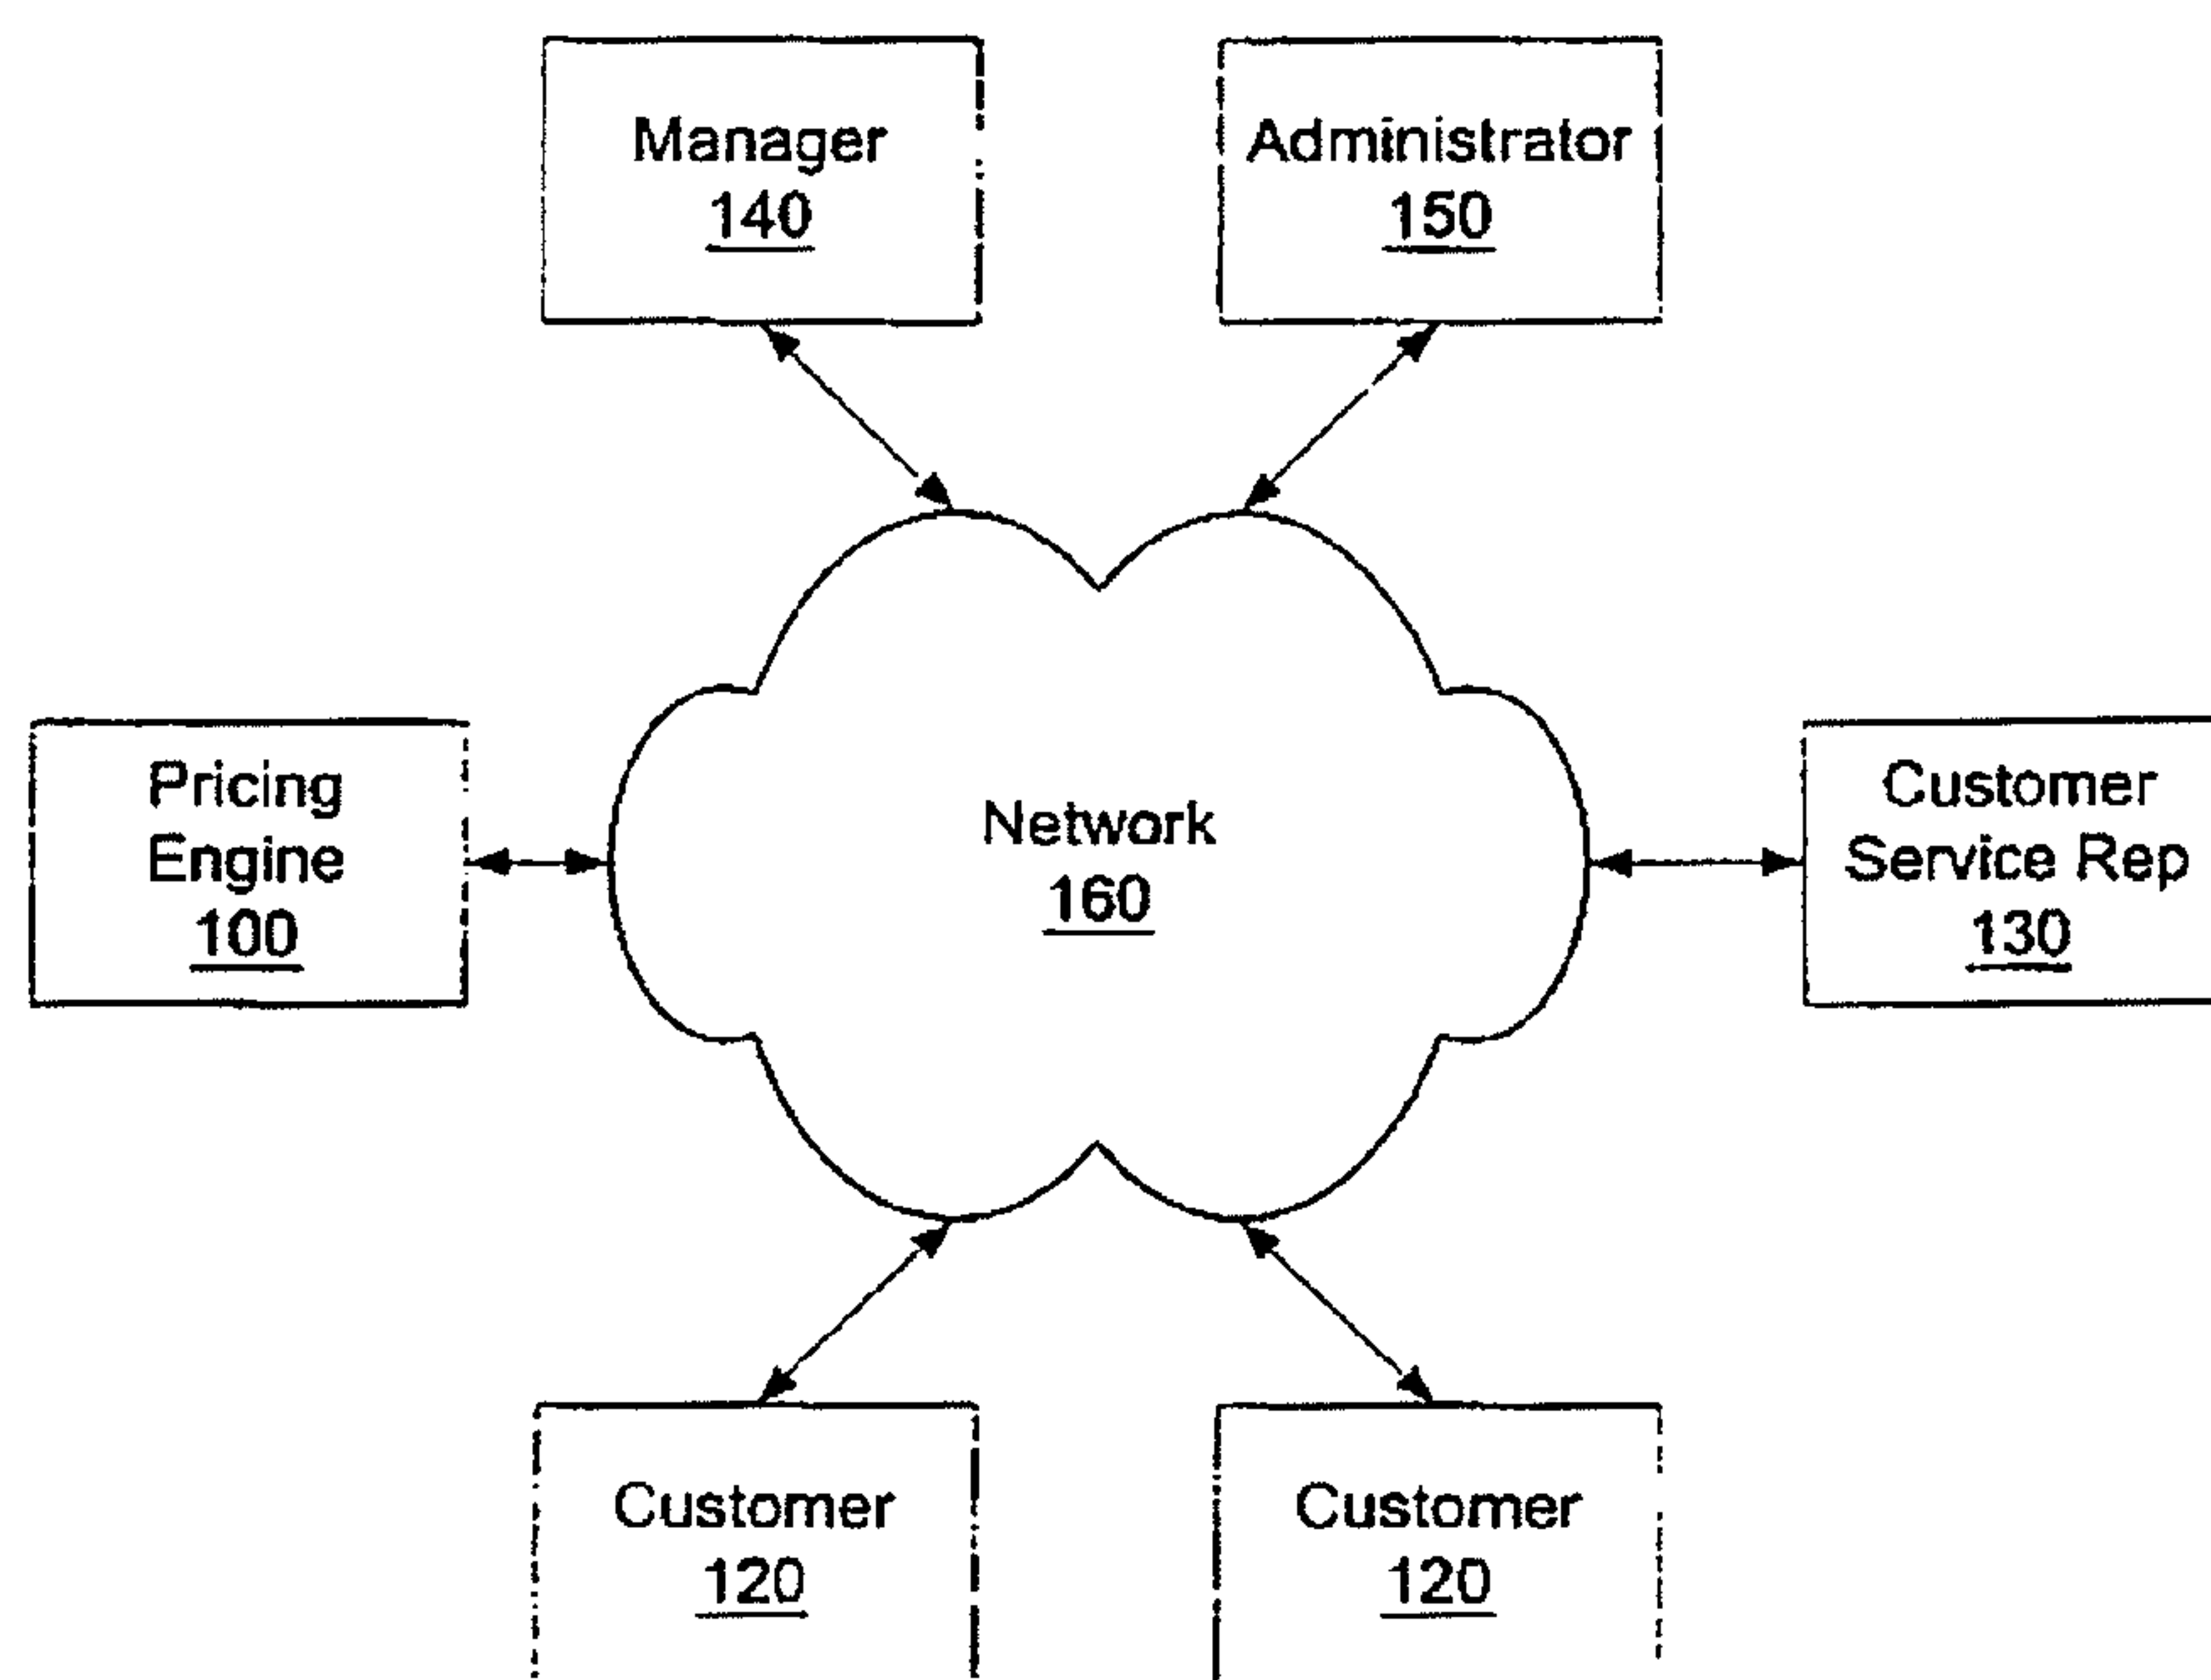 Manager
140
Administrator
150
Pricing
Engine
100
Network
160
Customer
Service Rep
130
Customer
120
Customer
120